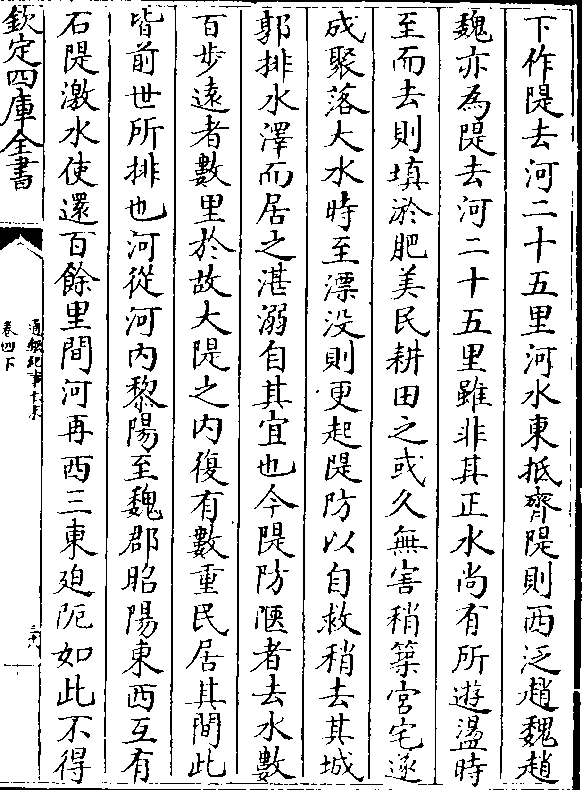 下作隄去河二十五里河水東抵齊隄則西泛趙魏趙
魏亦為隄去河二十五里雖非其正水尚有所遊盪時
至而去則填淤肥美民耕田之或久無害稍築宮宅遂
成聚落大水時至漂没則更起隄防以自救稍去其城
郭排水澤而居之湛溺自其宜也今隄防陿者去水數
百步遠者數里於故大隄之内復有數重民居其間此
皆前世所排也河從河内黎陽至魏郡昭陽東西互有
石隄激水使還百餘里間河再西三東廹阨如此不得
欽定四庫全書
通鑑紀事本末
卷四下